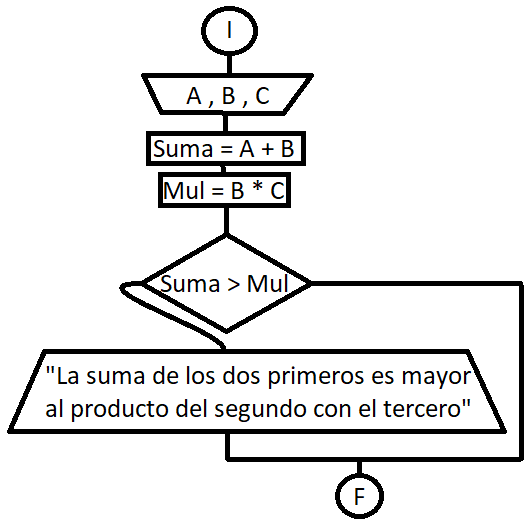 I
A , B , C
Suma = A + B
Mul = B * C
Suma > Mul
"La suma de los dos primeros es mayor
al producto del segundo con el tercero"
F